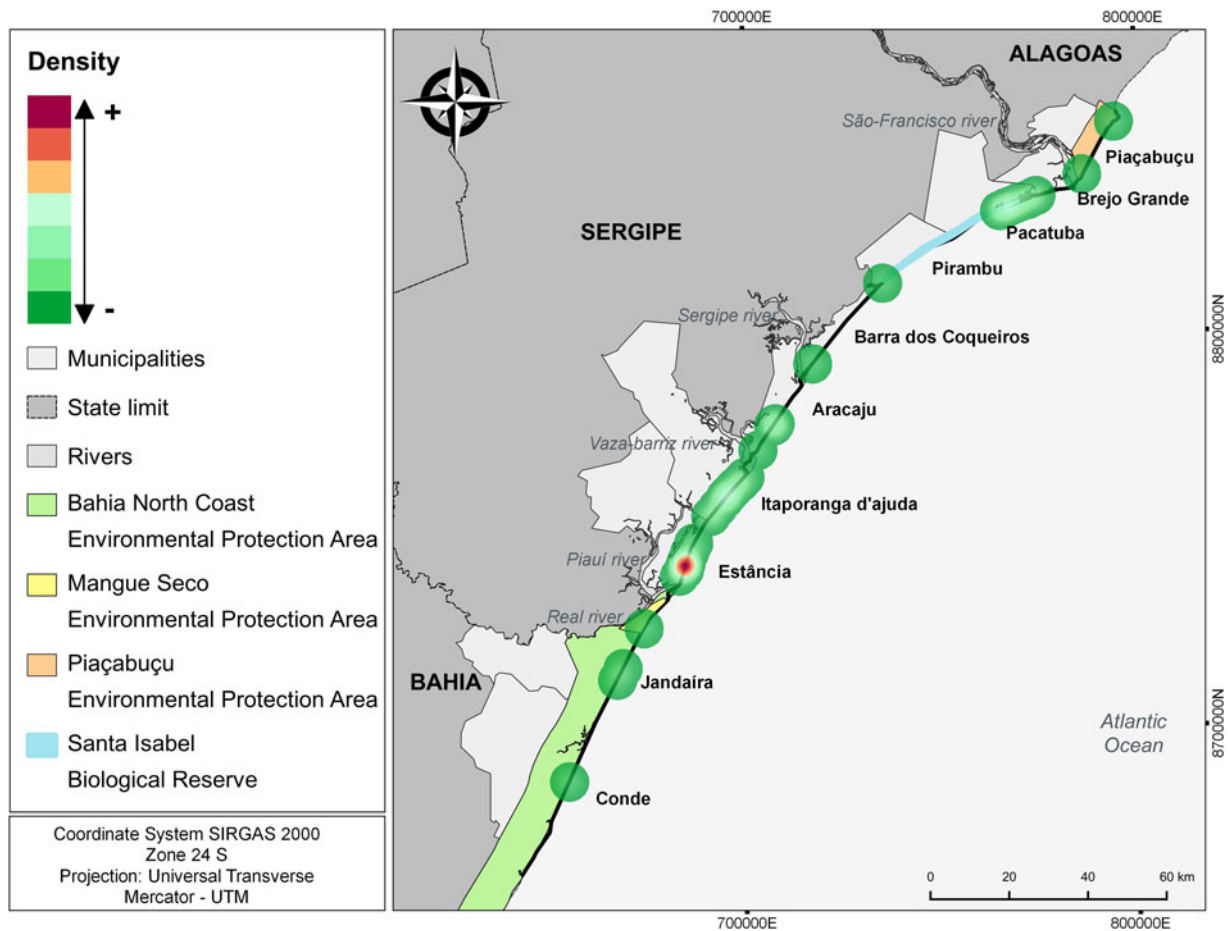 Density
+
-
Municipalities
State limit
Rivers
Bahia North Coast
Environmental Protection Area
Mangue Seco
Environmental Protection Area
Piaçabuçu
Environmental Protection Area
Santa Isabel
Biological Reserve
Coordinate System SIRGAS 2000
Zone 24 S
Projection: Universal Transverse
Mercator - UTM
700000E
800000E
ALAGOAS
São-Francisco river
Piaçabuçu
Brejo Grande
SERGIPE
Pacatuba
Pirambu
Sergipe river
8800000N
Barra dos Coqueiros
Aracaju
Vaza-barriz river
Itaporanga d'ajuda
Piauí river
Estância
Real river
BAHIA
Jandaíra
Atlantic
Ocean
8700000N
Conde
0
20
40
60 km
700000E
800000E